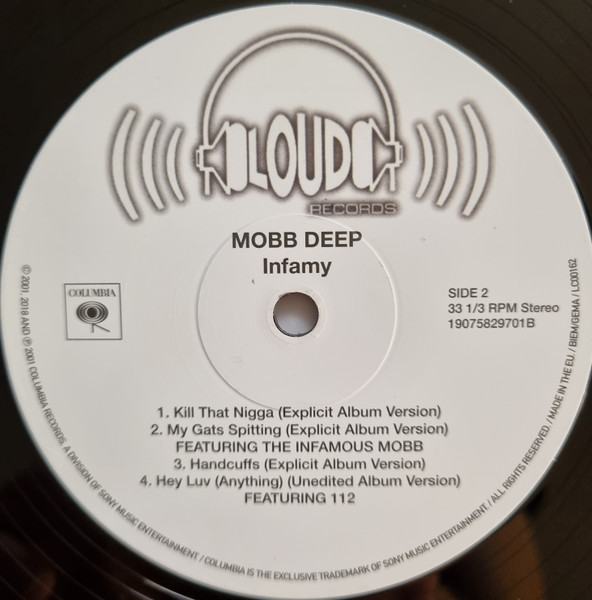 LOUD
RECORDS
MOBB DEEP
Infamy
COLUMBIA
SIDE 2
33 1/3 RPM Stereo
19075829701B
1. Kill That Nigga (Explicit Album Version)
2. My Gats Spitting (Explicit Album Version)
FEATURING THE INFAMOUS MOBB
3. Handcuffs (Explicit Album Version)
4. Hey Luv (Anything) (Unedited Album Version)
FEATURING 112
© 2001, 2018 AND ℗ 2001 COLUMBIA RECORDS, A DIVISION OF SONY MUSIC ENTERTAINMENT / COLUMBIA IS THE EXCLUSIVE TRADEMARK OF SONY MUSIC ENTERTAINMENT / ALL RIGHTS RESERVED. / MADE IN THE EU. / BIEM/GEMA / LC00162